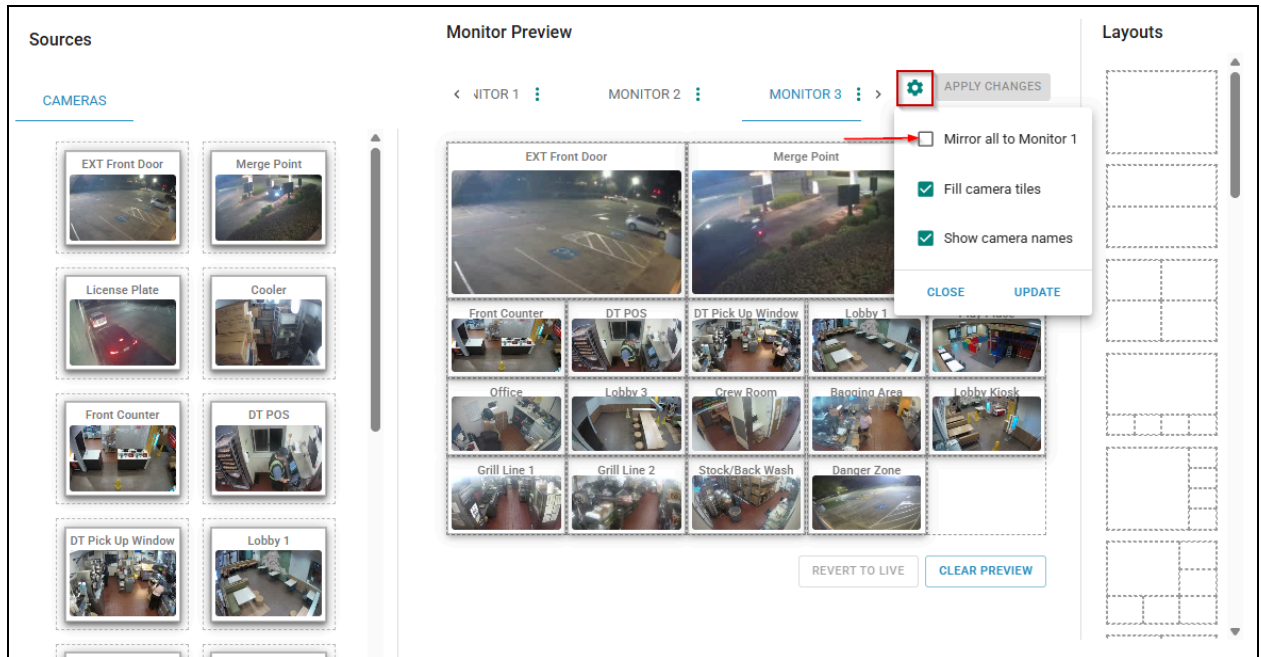 Sources
Monitor Preview
Layouts
CAMERAS
NITOR 1
MONITOR 2
MONITOR 3
APPLY CHANGES
Mirror all to Monitor 1
Fill camera tiles
Show camera names
CLOSE
UPDATE
EXT Front Door
Merge Point
License Plate
Cooler
Front Counter
DT POS
DT Pick Up Window
Lobby 1
EXT Front Door
Merge Point
Front Counter
DT POS
DT Pick Up Window
Lobby 1
Office
Lobby 3
Crew Room
Bagging Area
Lobby Kiosk
Grill Line 1
Grill Line 2
Stock/Back Wash
Danger Zone
REVERT TO LIVE
CLEAR PREVIEW